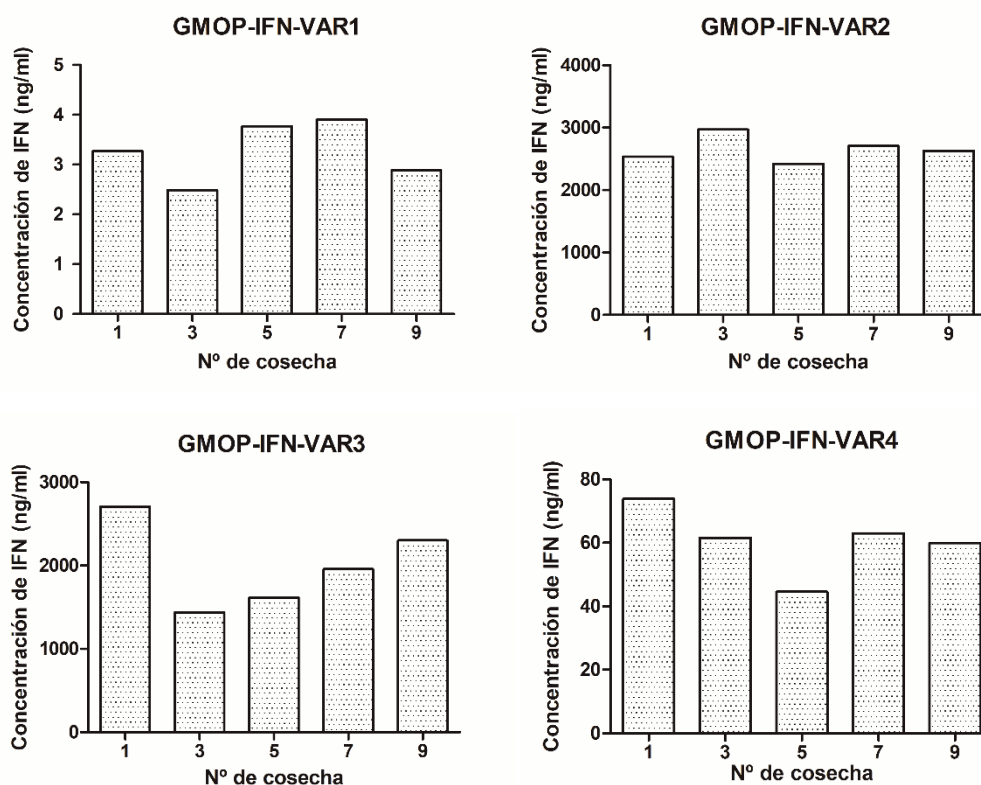 GMOP-IFN-VAR1
Concentración de IFN (ng/ml)
5
4
3
2
1
0
1 3 5 7 9
Nº de cosecha
GMOP-IFN-VAR2
Concentración de IFN (ng/ml)
4000
3000
2000
1000
0
1 3 5 7 9
Nº de cosecha
GMOP-IFN-VAR3
Concentración de IFN (ng/ml)
3000
2000
1000
0
1 3 5 7 9
Nº de cosecha
GMOP-IFN-VAR4
Concentración de IFN (ng/ml)
80
60
40
20
0
1 3 5 7 9
Nº de cosecha